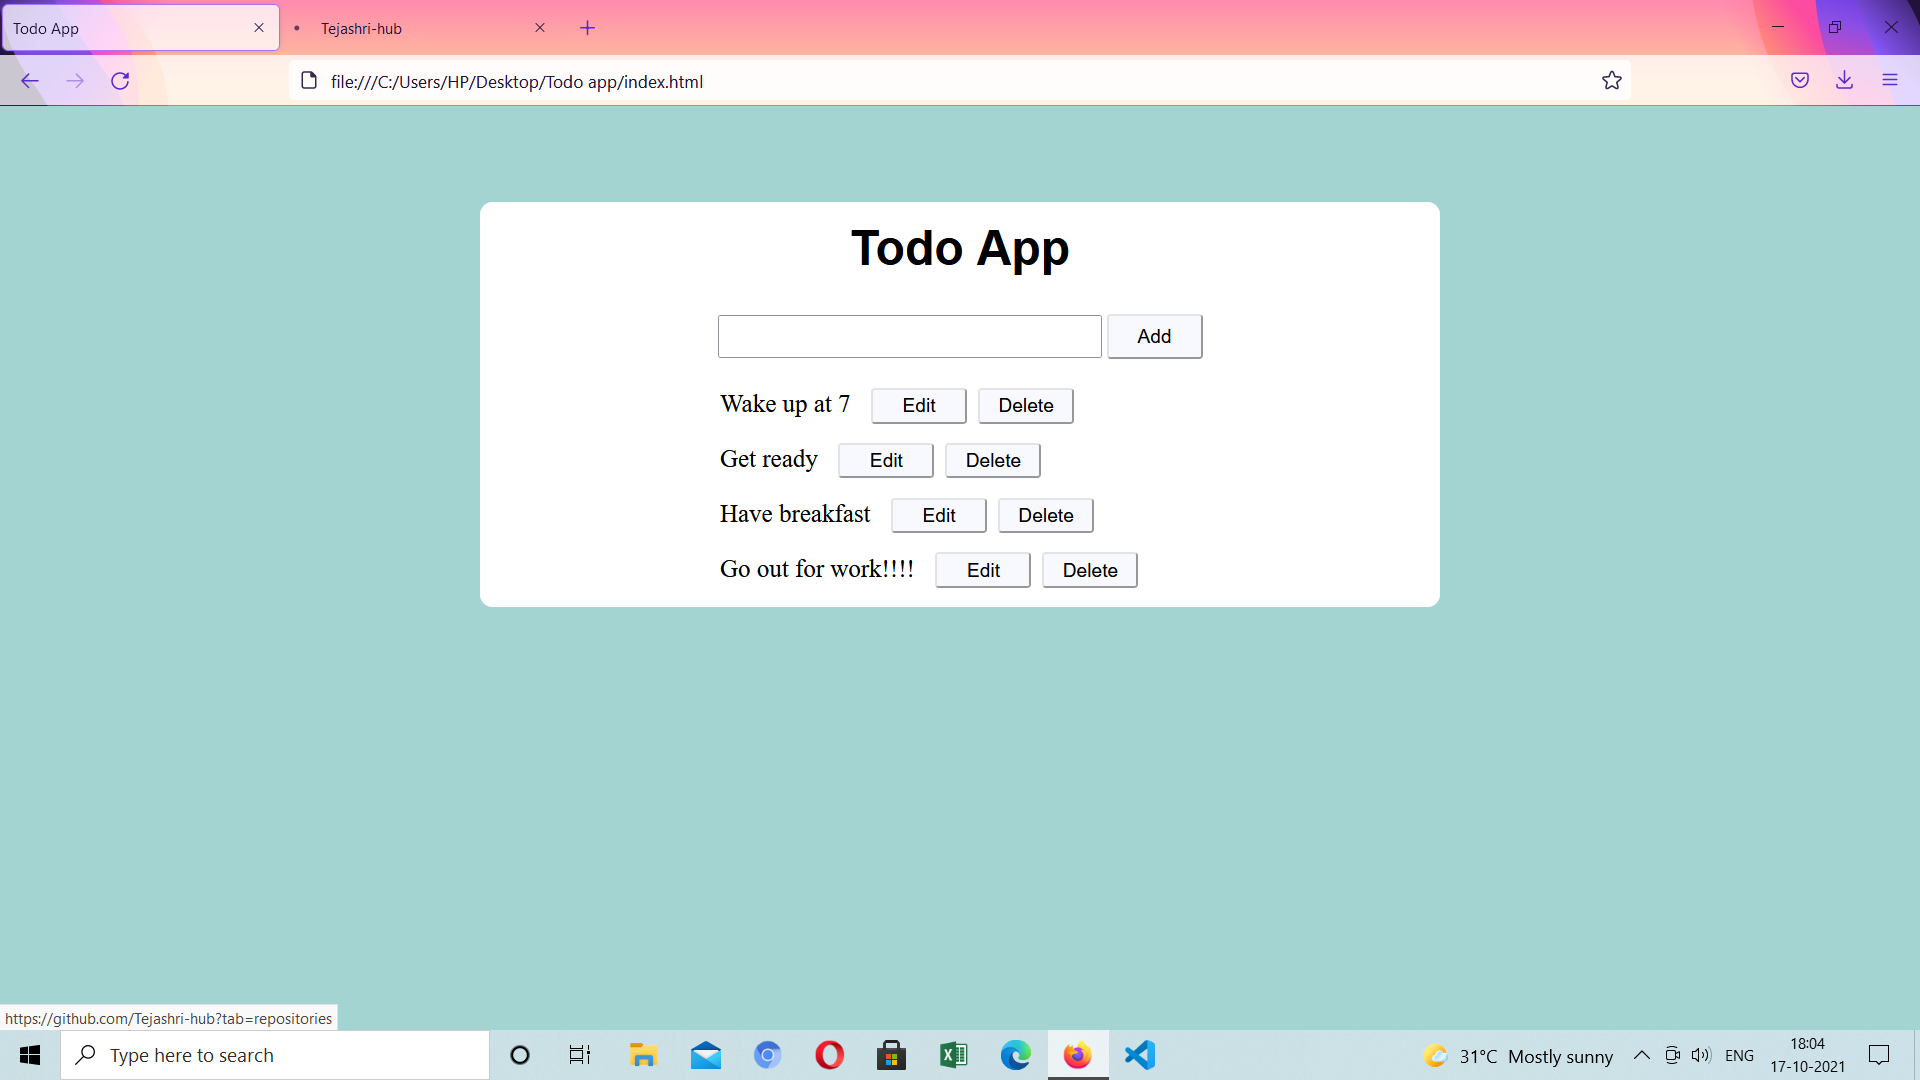 Todo App
Tejashri-hub
file:///C:/Users/HP/Desktop/Todo app/index.html
Todo App
Add
Wake up at 7 Edit Delete
Get ready Edit Delete
Have breakfast Edit Delete
Go out for work!!!! Edit Delete
https://github.com/Tejashri-hub?tab=repositories
Type here to search
31°C Mostly sunny
ENG
18:04
17-10-2021